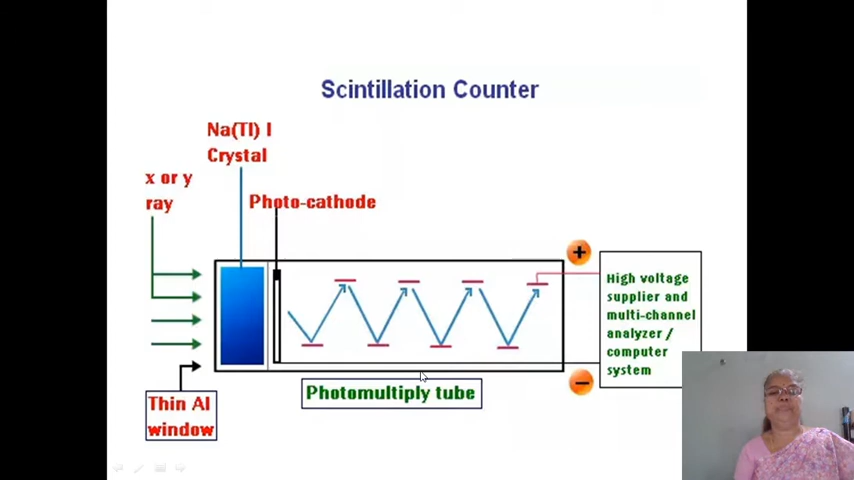 Scintillation Counter
Na(Tl) I
Crystal
x or y
ray
Photo-cathode
+
High voltage
supplier and
multi-channel
analyzer /
computer
system
−
Photomultiply tube
Thin Al
window